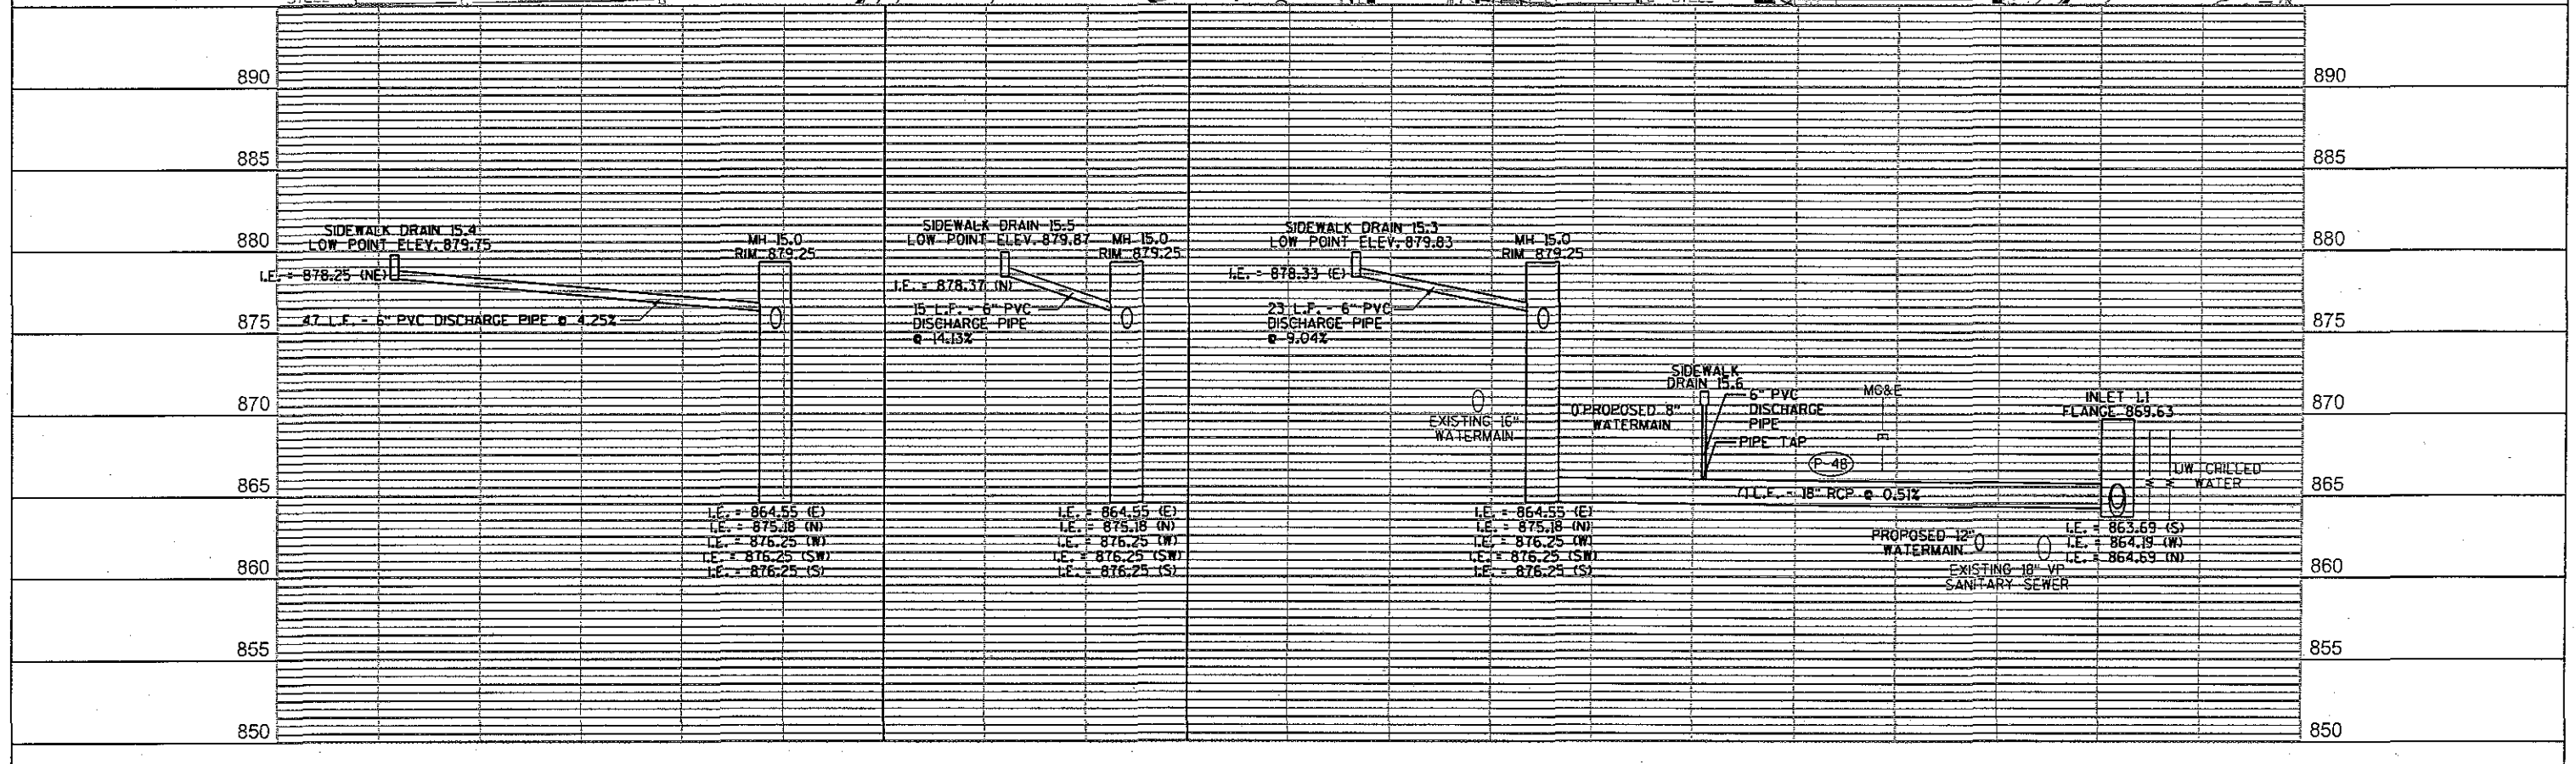 890
885
880
875
870
865
860
855
850
SIDEWALK DRAIN 15.4
LOW POINT ELEV. 879.75
I.E. = 878.25 (NE)
47 L.F. - 6" PVC DISCHARGE PIPE @ 4.25%
MH 15.0
RIM 879.25
I.E. = 864.55 (E)
I.E. = 875.18 (N)
I.E. = 876.25 (W)
I.E. = 876.25 (SW)
I.E. = 876.25 (S)
SIDEWALK DRAIN 15.5
LOW POINT ELEV. 879.87
I.E. = 878.37 (N)
15 L.F. - 6" PVC
DISCHARGE PIPE
@ 14.13%
MH 15.0
RIM 879.25
I.E. = 864.55 (E)
I.E. = 875.18 (N)
I.E. = 876.25 (W)
I.E. = 876.25 (SW)
I.E. = 876.25 (S)
SIDEWALK DRAIN 15.3
LOW POINT ELEV. 879.83
I.E. = 878.33 (E)
23 L.F. - 6" PVC
DISCHARGE PIPE
@ 9.04%
MH 15.0
RIM 879.25
EXISTING 16"
WATERMAIN
I.E. = 864.55 (E)
I.E. = 875.18 (N)
I.E. = 876.25 (W)
I.E. = 876.25 (SW)
I.E. = 876.25 (S)
PROPOSED 8"
WATERMAIN
SIDEWALK
DRAIN 15.6
6" PVC
DISCHARGE
PIPE
PIPE TAP
MG&E
P-48
71 L.F. - 18" RCP @ 0.51%
INLET 1.1
FLANGE 869.63
UW CHILLED
WATER
I.E. = 863.69 (S)
I.E. = 864.19 (W)
I.E. = 864.69 (N)
PROPOSED 12"
WATERMAIN
EXISTING 18" VP
SANITARY SEWER
890
885
880
875
870
865
860
855
850